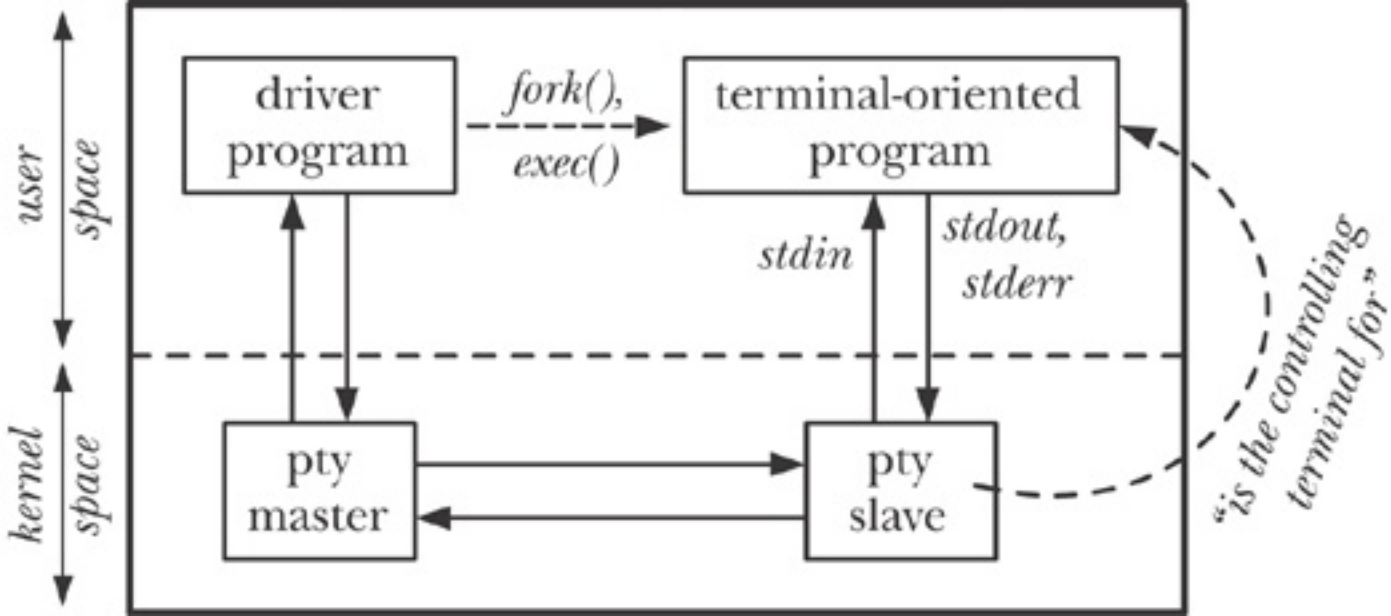 driver
program
fork(),
exec()
terminal-oriented
program
user
space
stdin
stdout,
stderr
"is the controlling
terminal for"
kernel
space
pty
master
pty
slave